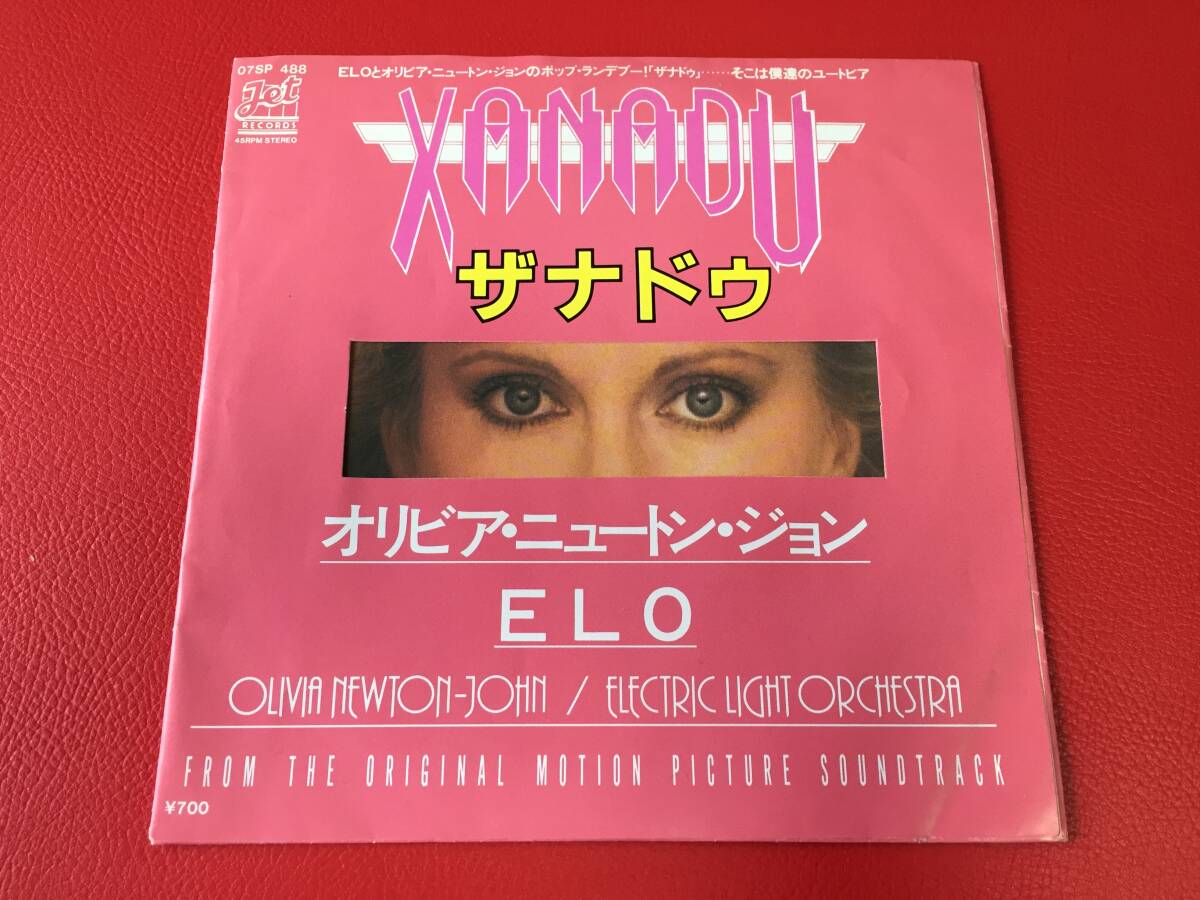 07SP 488
Jet
RECORDS
45RPM STEREO
ELOとオリビア・ニュートン・ジョンのポップ・ランデブー!「ザナドゥ」……そこは僕達のユートピア
XANADU
ザナドゥ
オリビア・ニュートン・ジョン
ELO
OLIVIA NEWTON-JOHN / ELECTRIC LIGHT ORCHESTRA
FROM THE ORIGINAL MOTION PICTURE SOUNDTRACK
¥700